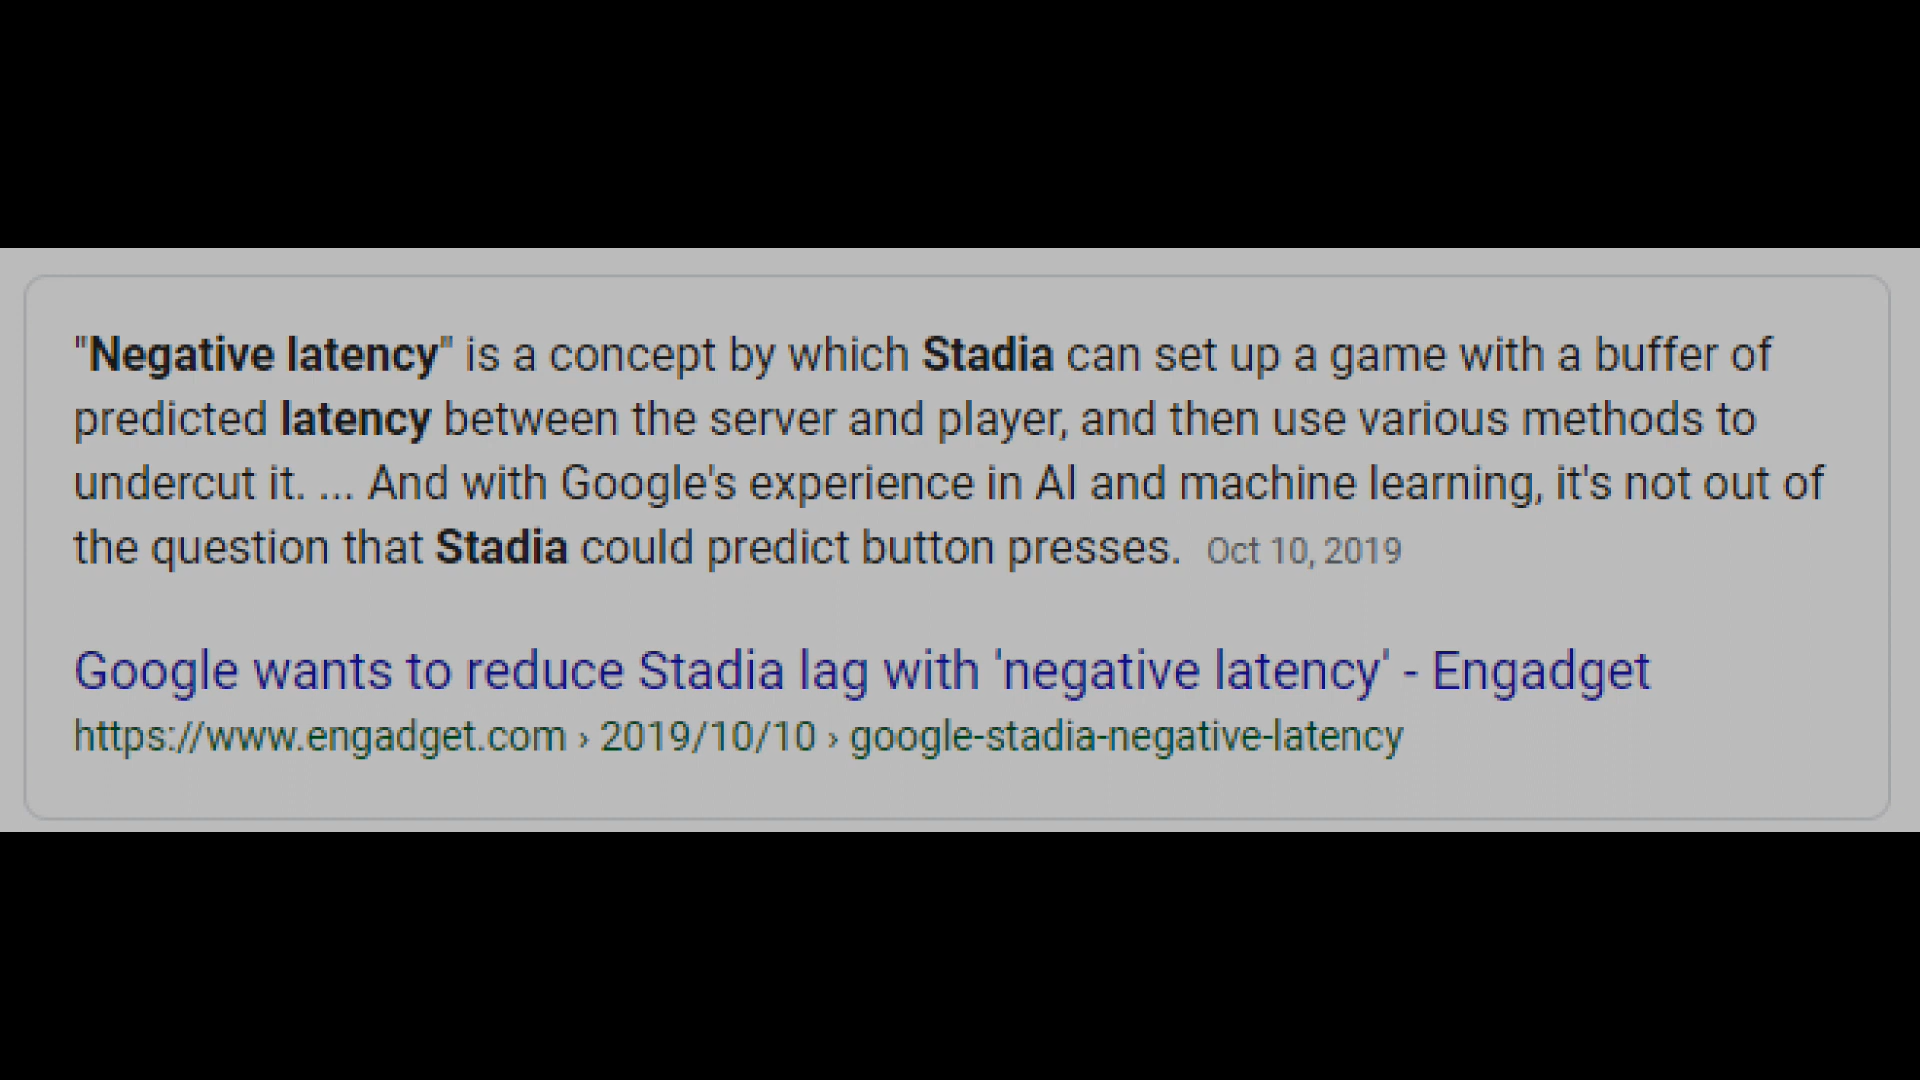 "Negative latency" is a concept by which Stadia can set up a game with a buffer of
predicted latency between the server and player, and then use various methods to
undercut it. ... And with Google's experience in AI and machine learning, it's not out of
the question that Stadia could predict button presses. Oct 10, 2019
Google wants to reduce Stadia lag with 'negative latency' - Engadget
https://www.engadget.com › 2019/10/10 › google-stadia-negative-latency